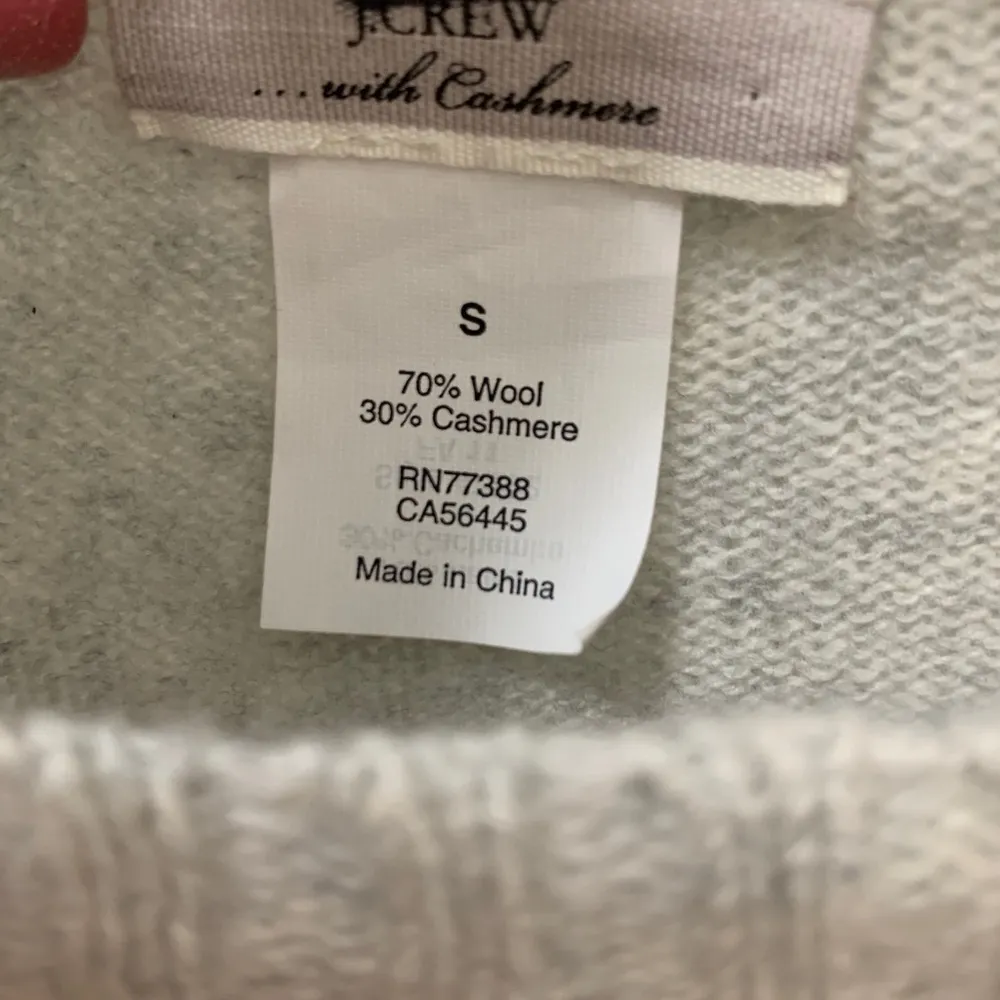 J.CREW
...with Cashmere
S
70% Wool
30% Cashmere
RN77388
CA56445
Made in China